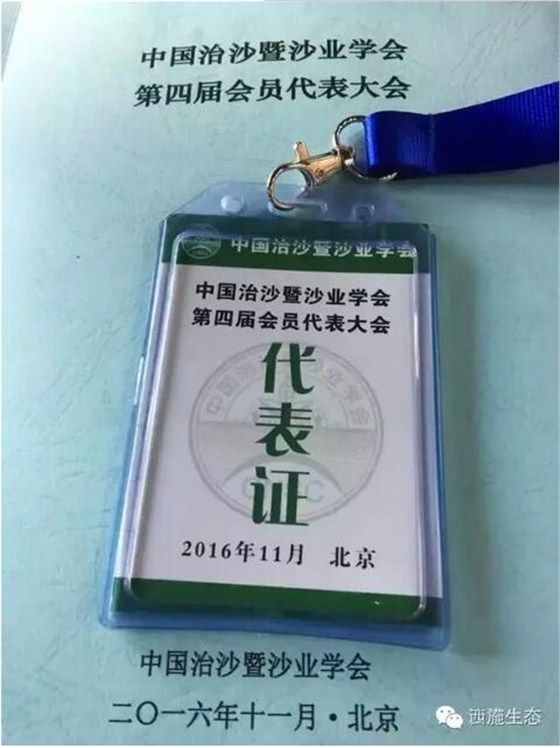 中国治沙暨沙业学会
第四届会员代表大会
中国治沙暨沙业学会
中国治沙暨沙业学会
第四届会员代表大会
代
表
证
2016年11月 北京
中国治沙暨沙业学会
二〇一六年十一月·北京
西施生态